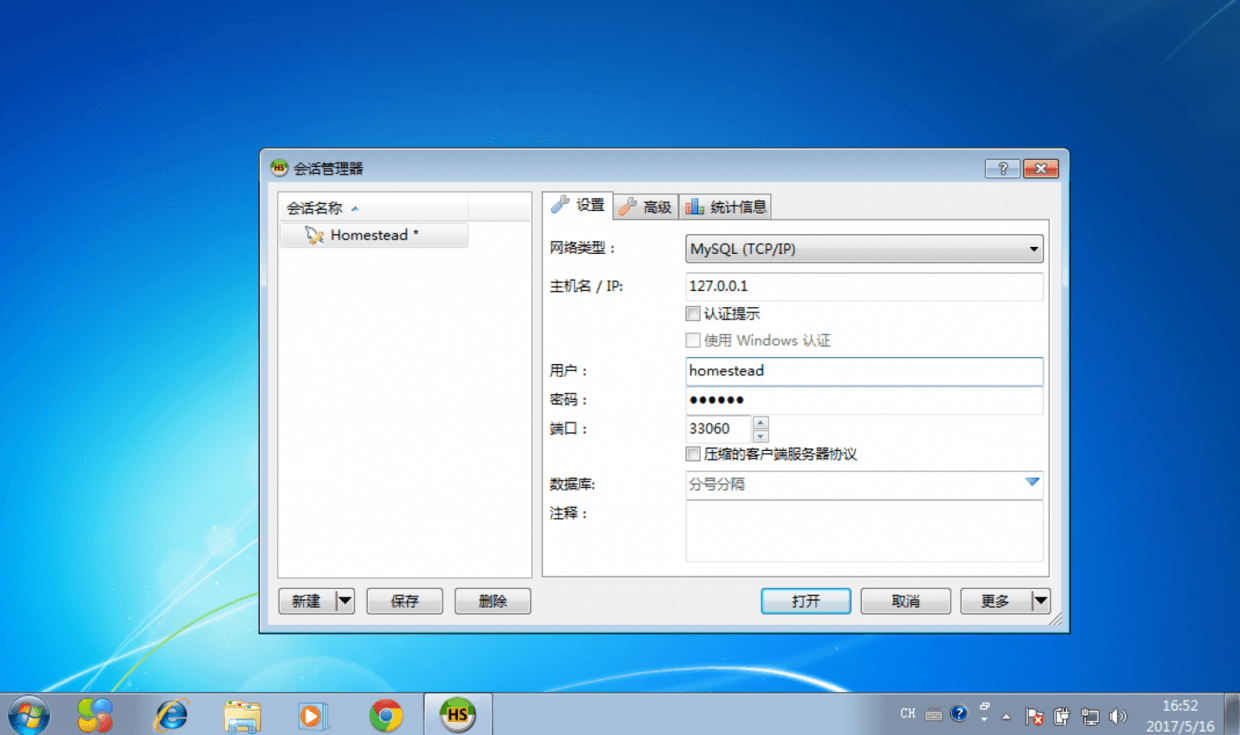 HS 会话管理器 ?
会话名称
Homestead *
设置 高级 统计信息
网络类型： MySQL (TCP/IP)
主机名 / IP: 127.0.0.1
认证提示
使用 Windows 认证
用户： homestead
密码： ●●●●●●
端口： 33060
压缩的客户端服务器协议
数据库: 分号分隔
注释：
新建 保存 删除 打开 取消 更多
HS CH ? 16:52
2017/5/16